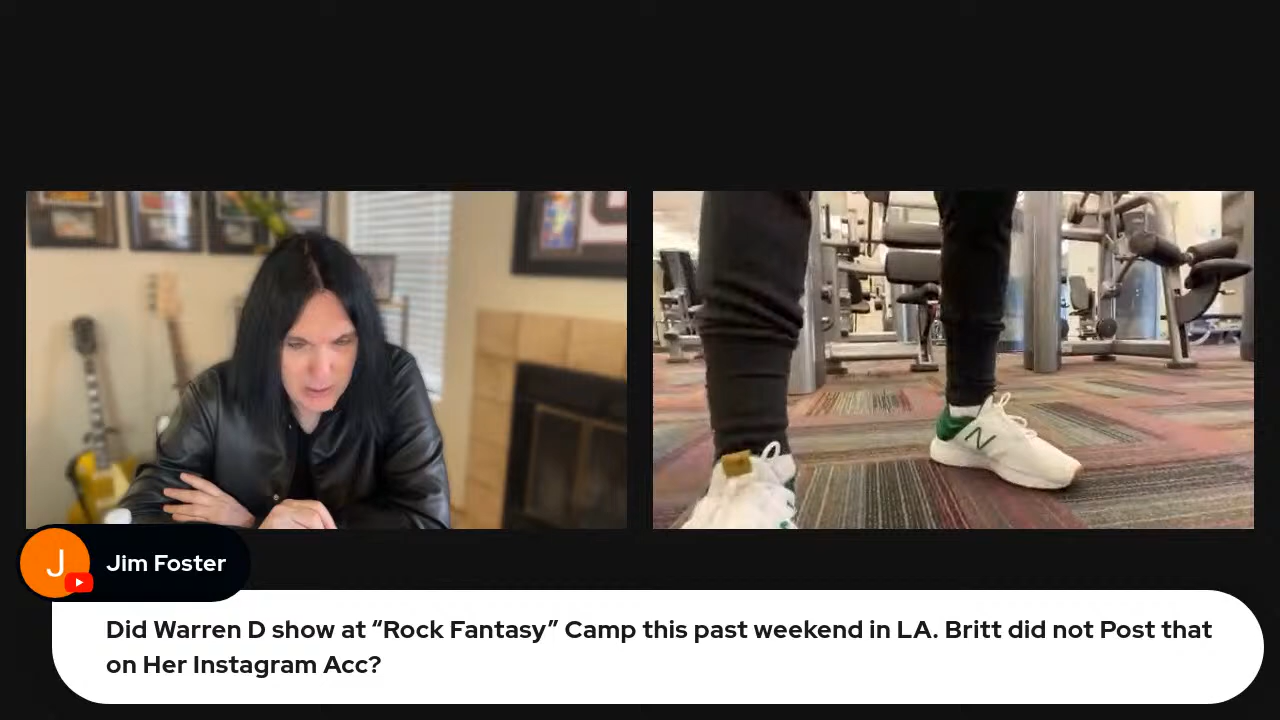 N
J
Jim Foster
Did Warren D show at “Rock Fantasy” Camp this past weekend in LA. Britt did not Post that
on Her Instagram Acc?